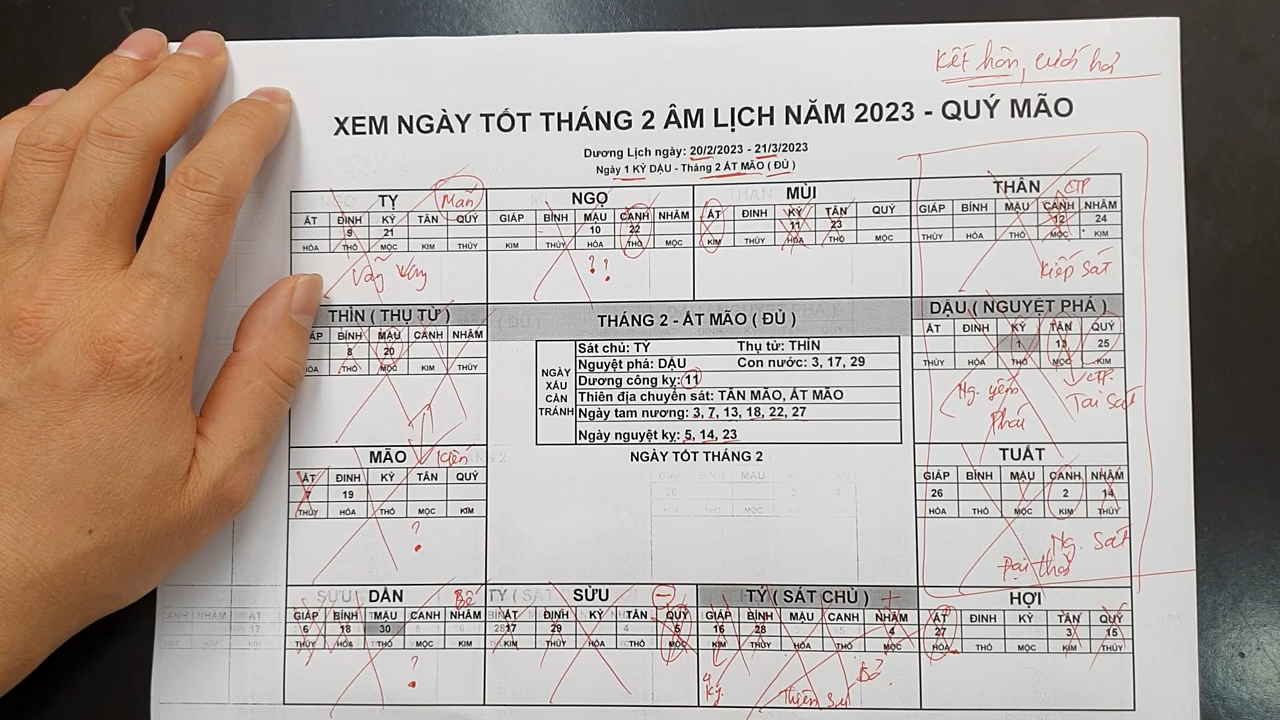 Kết hôn, cưới hỏi
XEM NGÀY TỐT THÁNG 2 ÂM LỊCH NĂM 2023 - QUÝ MÃO
Dương Lịch ngày: 20/2/2023 - 21/3/2023
Ngày 1 KỶ DẬU - Tháng 2 ẤT MÃO ( ĐỦ )
TỴ Mãn NGỌ MÙI THÂN CTP
ẤT ĐINH KỶ TÂN QUÝ GIÁP BÍNH MẬU CANH NHÂM ẤT ĐINH KỶ TÂN QUÝ GIÁP BÍNH MẬU CANH NHÂM
9 21 10 22 11 23 12 24
HỎA THỔ MỘC KIM THỦY KIM THỦY HỎA THỔ MỘC KIM THỦY HỎA THỔ MỘC THỦY HỎA THỔ MỘC KIM
Vãng Vong ?? Kiếp Sát
THÌN ( THỤ TỬ ) THÁNG 2 - ẤT MÃO ( ĐỦ ) DẬU ( NGUYỆT PHÁ )
BÍNH MẬU CANH NHÂM ẤT ĐINH KỶ TÂN QUÝ
8 20 1 13 25
THỔ MỘC KIM THỦY THỦY HỎA THỔ MỘC KIM
NGÀY XẤU CẦN TRÁNH
Sát chủ: TÝ Thụ tử: THÌN
Nguyệt phá: DẬU Con nước: 3, 17, 29
Dương công kỵ: 11
Thiên địa chuyển sát: TÂN MÃO, ẤT MÃO
Ngày tam nương: 3, 7, 13, 18, 22, 27
Ngày nguyệt kỵ: 5, 14, 23
CTP
Tai Sát
Phá
MÃO Kiên NGÀY TỐT THÁNG 2 TUẤT
ẤT ĐINH KỶ TÂN QUÝ GIÁP BÍNH MẬU CANH NHÂM
7 19 26 2 14
THỦY HỎA THỔ MỘC KIM HỎA THỔ MỘC KIM THỦY
? Ng. Sát
DẦN SỬU TÝ ( SÁT CHỦ ) HỢI
GIÁP BÍNH MẬU CANH NHÂM ẤT ĐINH KỶ TÂN QUÝ GIÁP BÍNH MẬU CANH NHÂM ẤT ĐINH KỶ TÂN QUÝ
6 18 30 17 29 5 16 28 4 27 3 15
THỦY HỎA THỔ MỘC KIM KIM THỦY HỎA THỔ MỘC KIM THỦY HỎA THỔ MỘC HỎA THỔ MỘC KIM THỦY
?